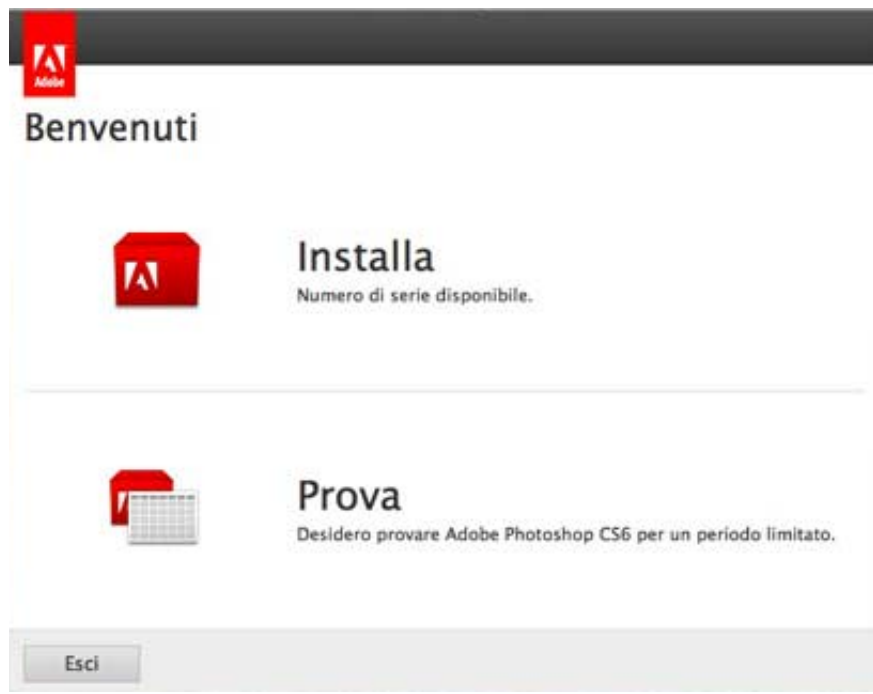 Adobe
Benvenuti
Installa
Numero di serie disponibile.
Prova
Desidero provare Adobe Photoshop CS6 per un periodo limitato.
Esci